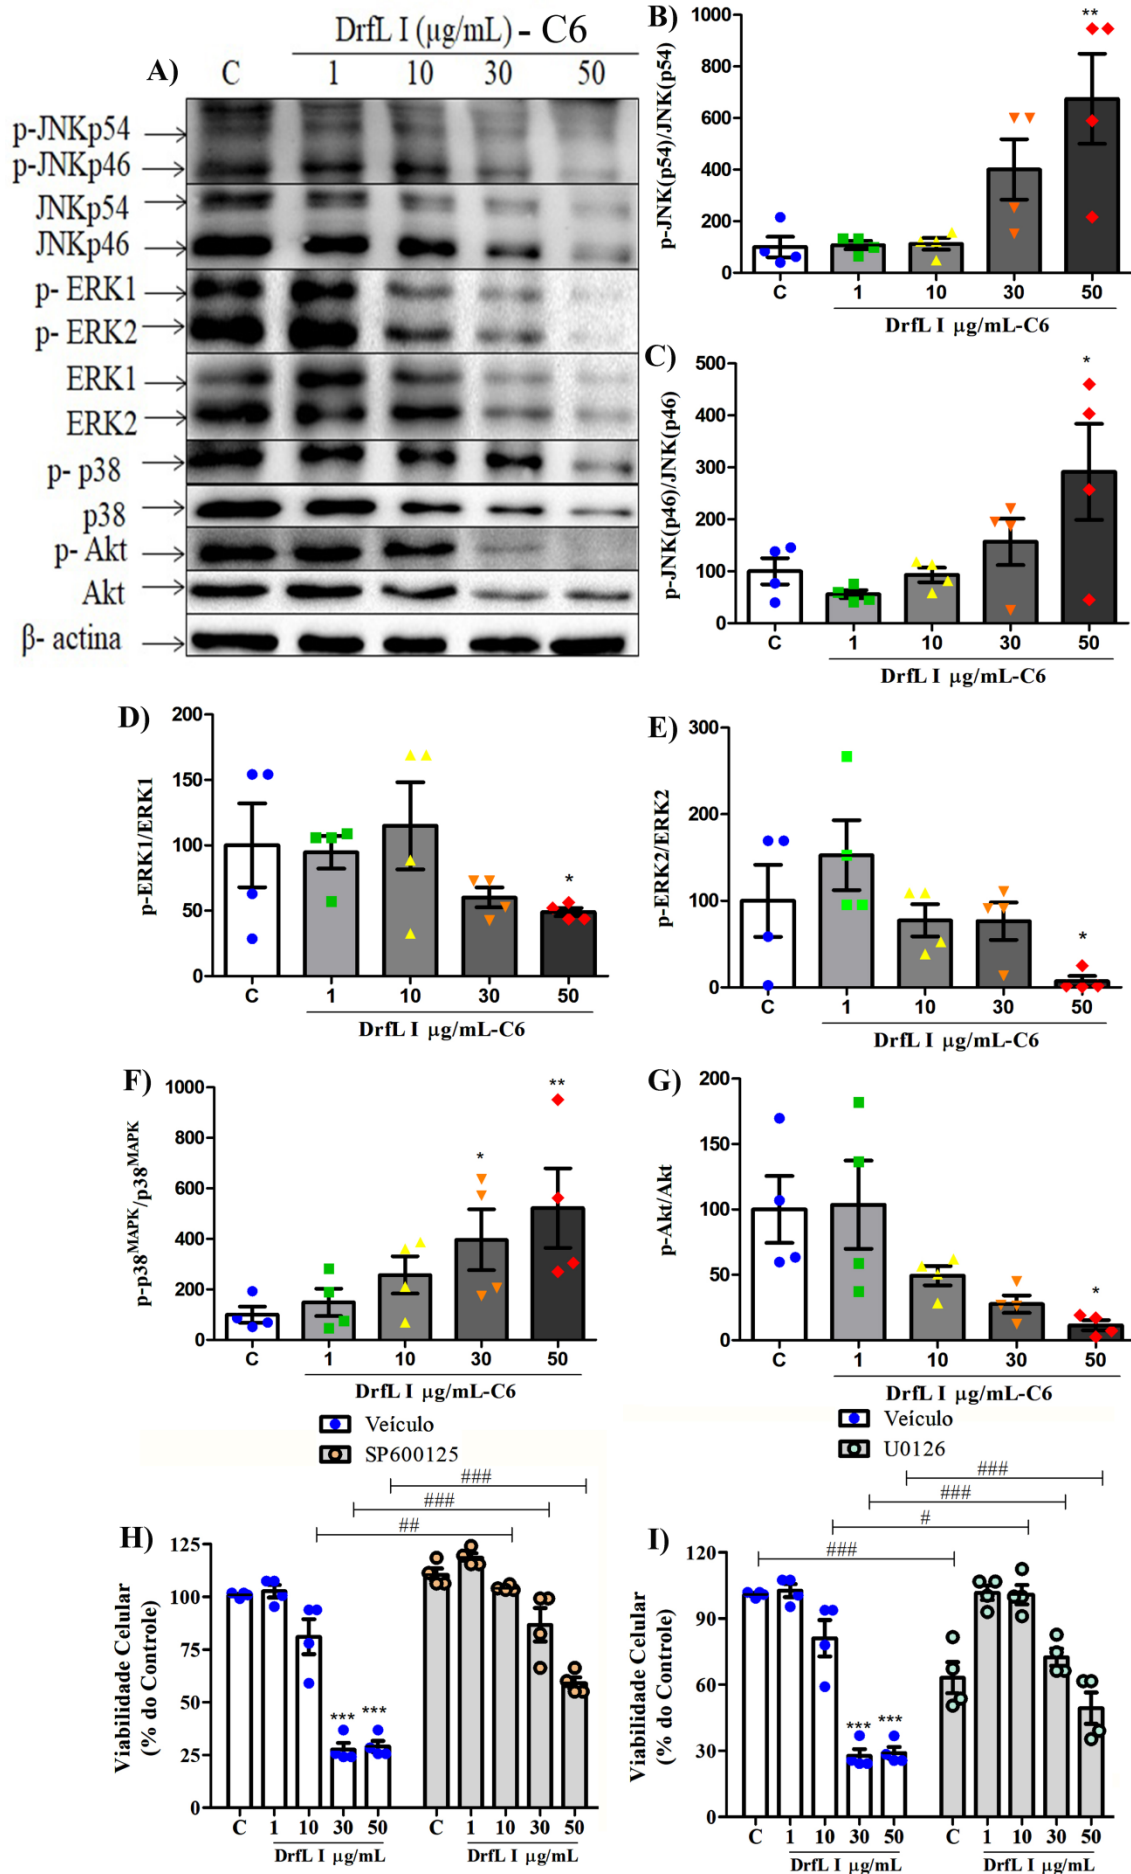 DrfL I (µg/mL) - C6
A) C 1 10 30 50
p-JNKp54
p-JNKp46
JNKp54
JNKp46
p- ERK1
p- ERK2
ERK1
ERK2
p- p38
p38
p- Akt
Akt
β- actina
B)
p-JNK(p54)/JNK(p54)
1000
800
600
400
200
0
**
C 1 10 30 50
DrfL I µg/mL-C6
C)
p-JNK(p46)/JNK(p46)
500
400
300
200
100
0
*
C 1 10 30 50
DrfL I µg/mL-C6
D)
p-ERK1/ERK1
200
150
100
50
0
*
C 1 10 30 50
DrfL I µg/mL-C6
E)
p-ERK2/ERK2
300
200
100
0
*
C 1 10 30 50
DrfL I µg/mL-C6
F)
p-p38MAPK/p38MAPK
1000
800
600
400
200
0
* **
C 1 10 30 50
DrfL I µg/mL-C6
G)
p-Akt/Akt
200
150
100
50
0
*
C 1 10 30 50
DrfL I µg/mL-C6
Veículo
SP600125
###
###
##
H)
Viabilidade Celular
(% do Controle)
125
100
75
50
25
0
*** ***
C 1 10 30 50 C 1 10 30 50
DrfL I µg/mL DrfL I µg/mL
Veículo
U0126
###
###
#
###
I)
Viabilidade Celular
(% do Controle)
120
90
60
30
0
*** ***
C 1 10 30 50 C 1 10 30 50
DrfL I µg/mL DrfL I µg/mL